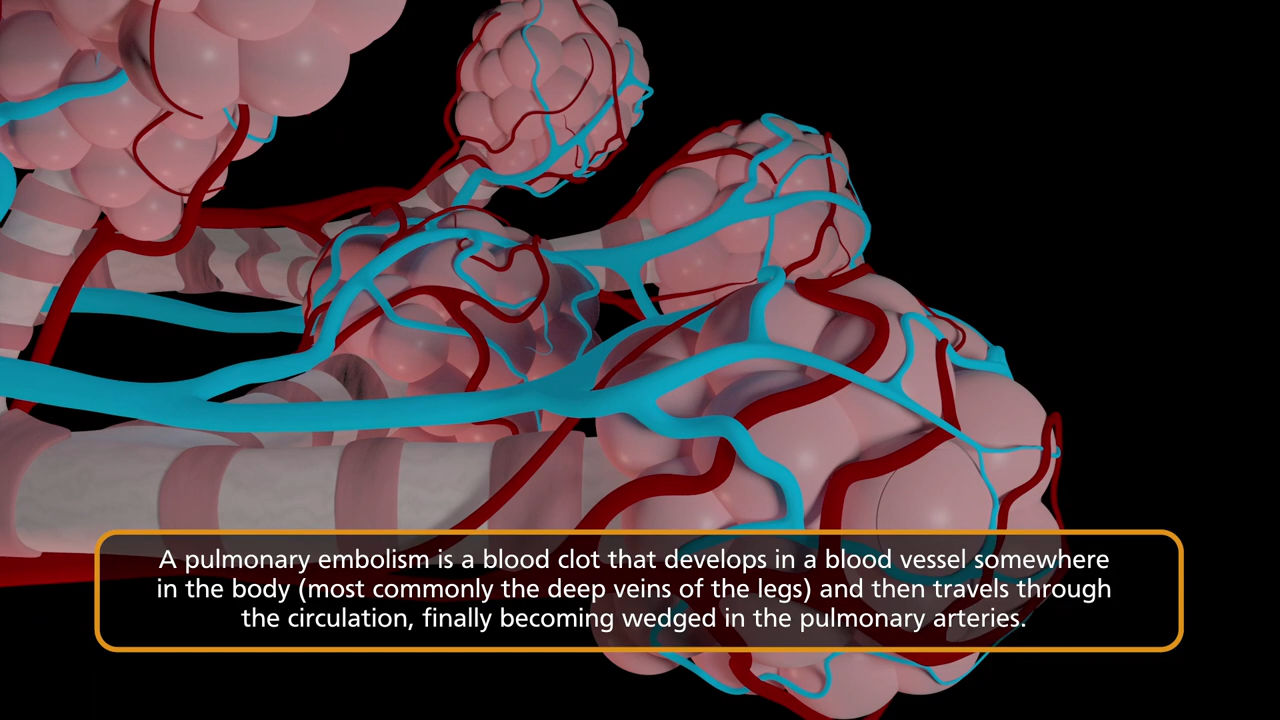 A pulmonary embolism is a blood clot that develops in a blood vessel somewhere
in the body (most commonly the deep veins of the legs) and then travels through
the circulation, finally becoming wedged in the pulmonary arteries.